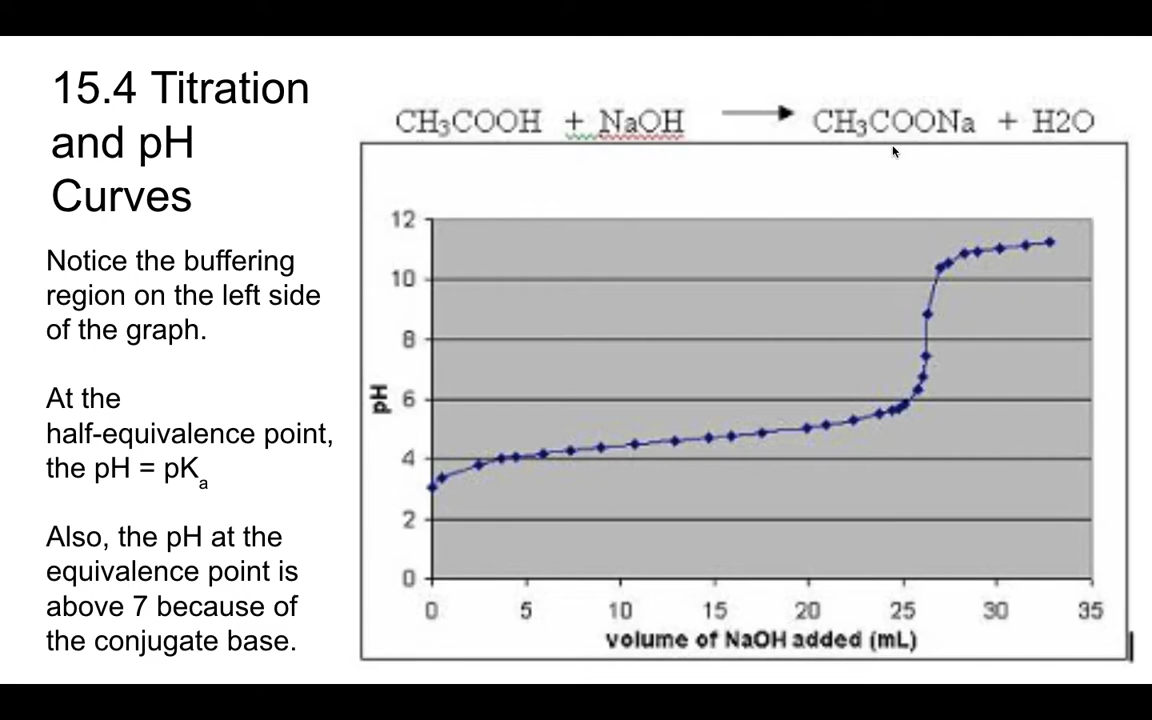 15.4 Titration
and pH
Curves
Notice the buffering
region on the left side
of the graph.
At the
half-equivalence point,
the pH = pKa
Also, the pH at the
equivalence point is
above 7 because of
the conjugate base.
CH3COOH + NaOH → CH3COONa + H2O
12
10
8
6
4
2
0
pH
0 5 10 15 20 25 30 35
volume of NaOH added (mL)